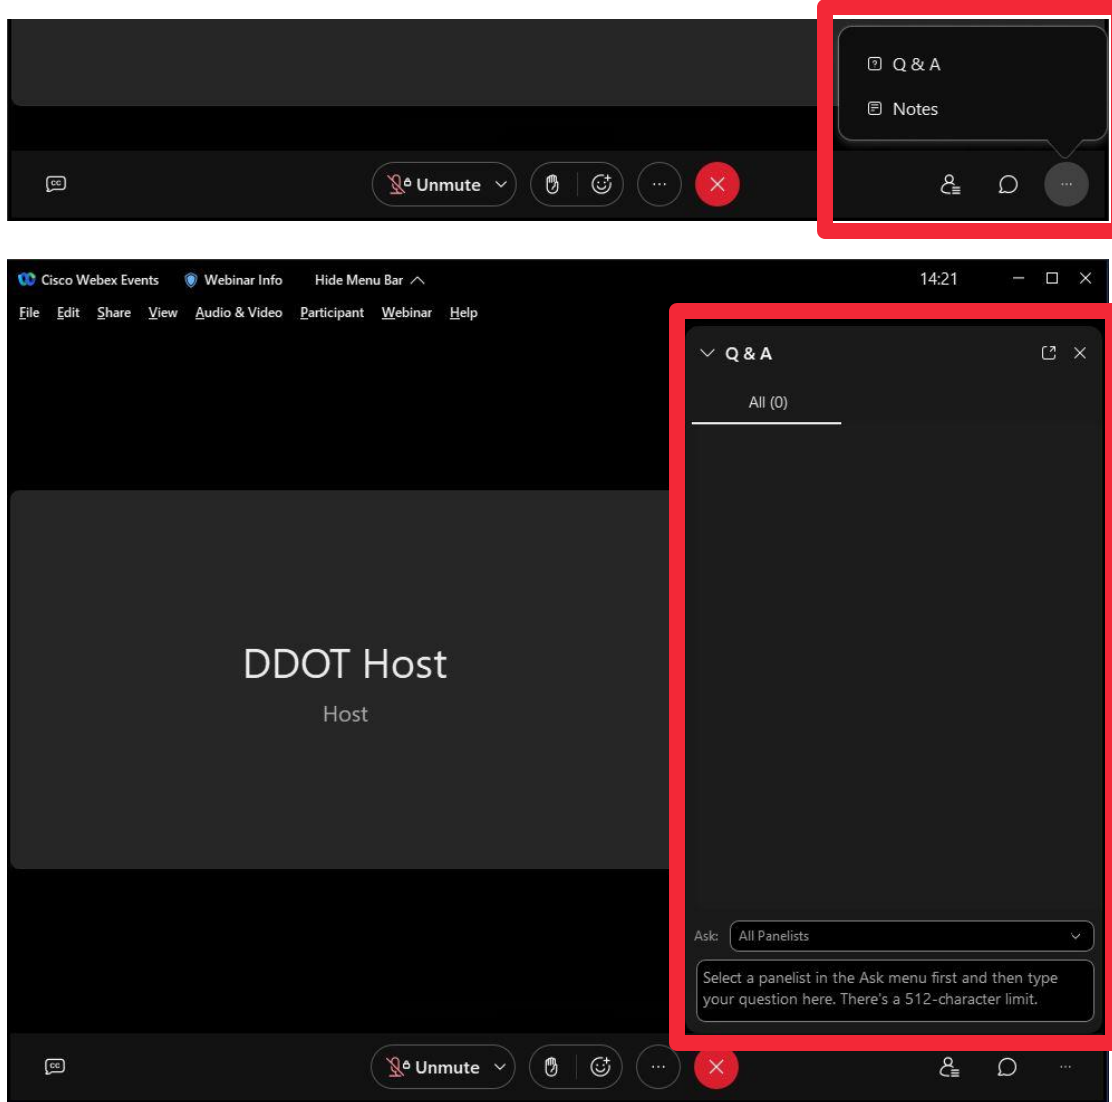 Q & A
Notes
Unmute
Cisco Webex Events Webinar Info Hide Menu Bar 14:21
File Edit Share View Audio & Video Participant Webinar Help
Q & A
All (0)
DDOT Host
Host
Ask: All Panelists
Select a panelist in the Ask menu first and then type
your question here. There's a 512-character limit.
Unmute